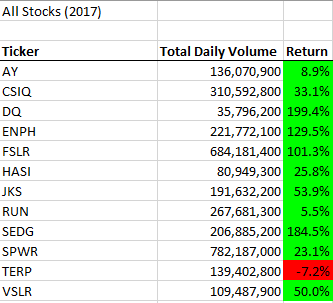 All Stocks (2017)
Ticker Total Daily Volume Return
AY 136,070,900 8.9%
CSIQ 310,592,800 33.1%
DQ 35,796,200 199.4%
ENPH 221,772,100 129.5%
FSLR 684,181,400 101.3%
HASI 80,949,300 25.8%
JKS 191,632,200 53.9%
RUN 267,681,300 5.5%
SEDG 206,885,200 184.5%
SPWR 782,187,000 23.1%
TERP 139,402,800 -7.2%
VSLR 109,487,900 50.0%